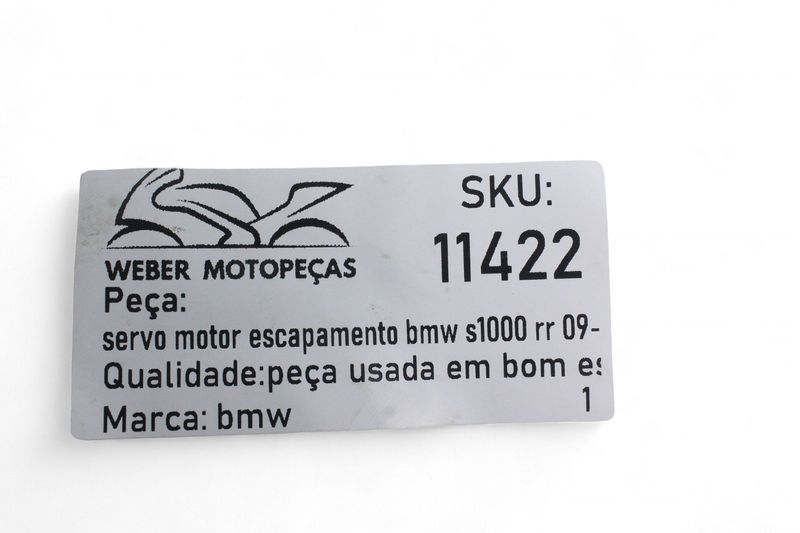 WEBER MOTOPEÇAS
SKU:
11422
Peça:
servo motor escapamento bmw s1000 rr 09-
Qualidade:peça usada em bom es
1
Marca: bmw